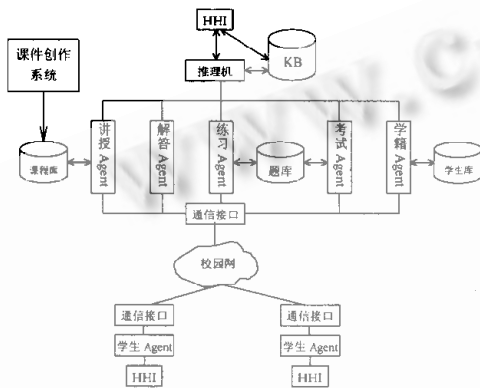 HHI
课件创作
系统
推理机
KB
讲授 Agent
解答 Agent
练习 Agent
考试 Agent
学籍 Agent
课程库
题库
学生库
通信接口
校园网
通信接口
通信接口
学生 Agent
学生 Agent
HHI
HHI